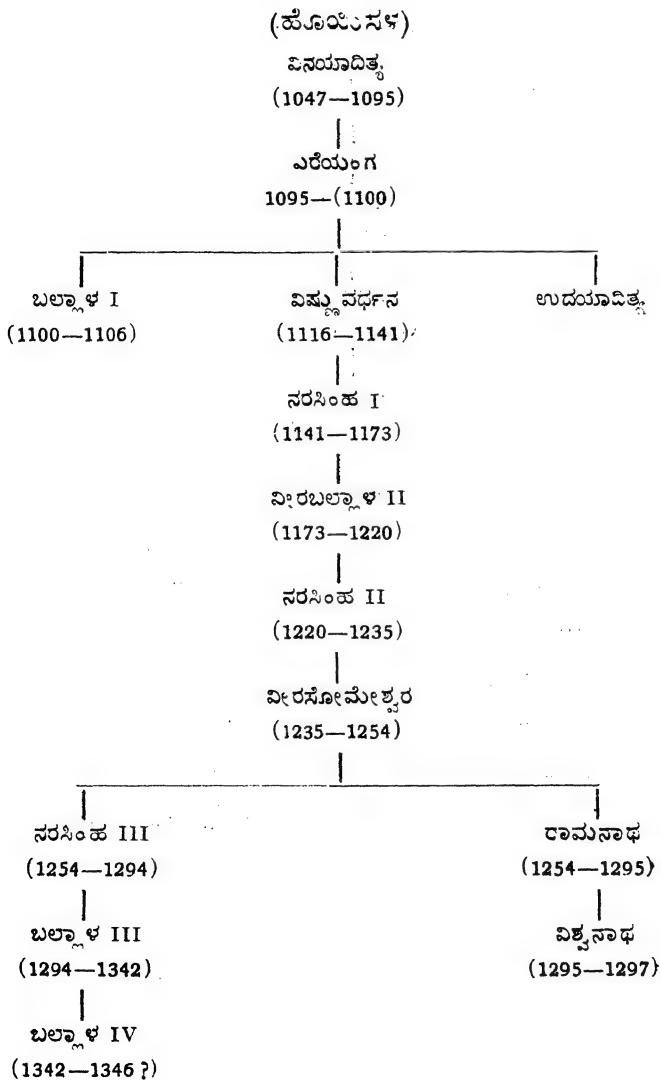 (ಹೊಯಿಸಳ)
ವಿನಯಾದಿತ್ಯ
(1047—1095)
ಎರೆಯಂಗ
1095—(1100)
ಬಲ್ಲಾಳ I ವಿಷ್ಣುವರ್ಧನ ಉದಯಾದಿತ್ಯ
(1100—1106) (1116—1141)
ನರಸಿಂಹ I
(1141—1173)
ವೀರಬಲ್ಲಾಳ II
(1173—1220)
ನರಸಿಂಹ II
(1220—1235)
ವೀರಸೋಮೇಶ್ವರ
(1235—1254)
ನರಸಿಂಹ III ರಾಮನಾಥ
(1254—1294) (1254—1295)
ಬಲ್ಲಾಳ III ವಿಶ್ವನಾಥ
(1294—1342) (1295—1297)
ಬಲ್ಲಾಳ IV
(1342—1346?)